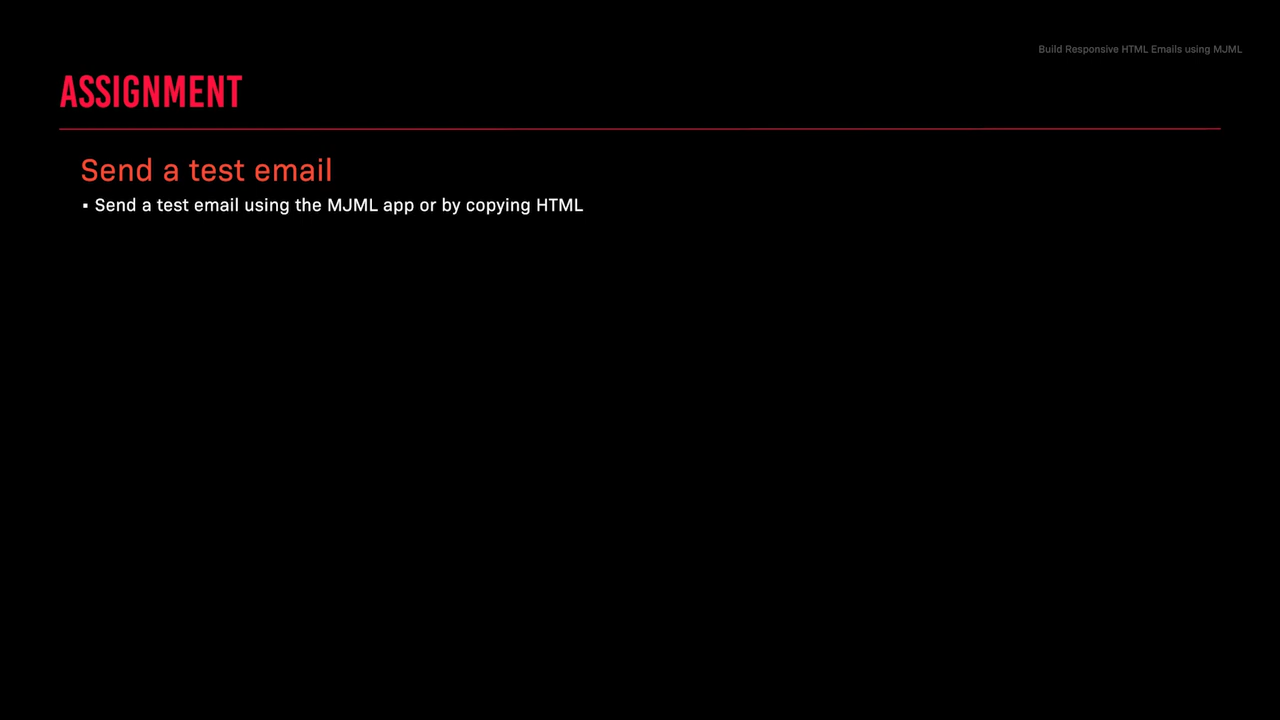 Build Responsive HTML Emails using MJML
ASSIGNMENT
Send a test email
▪ Send a test email using the MJML app or by copying HTML